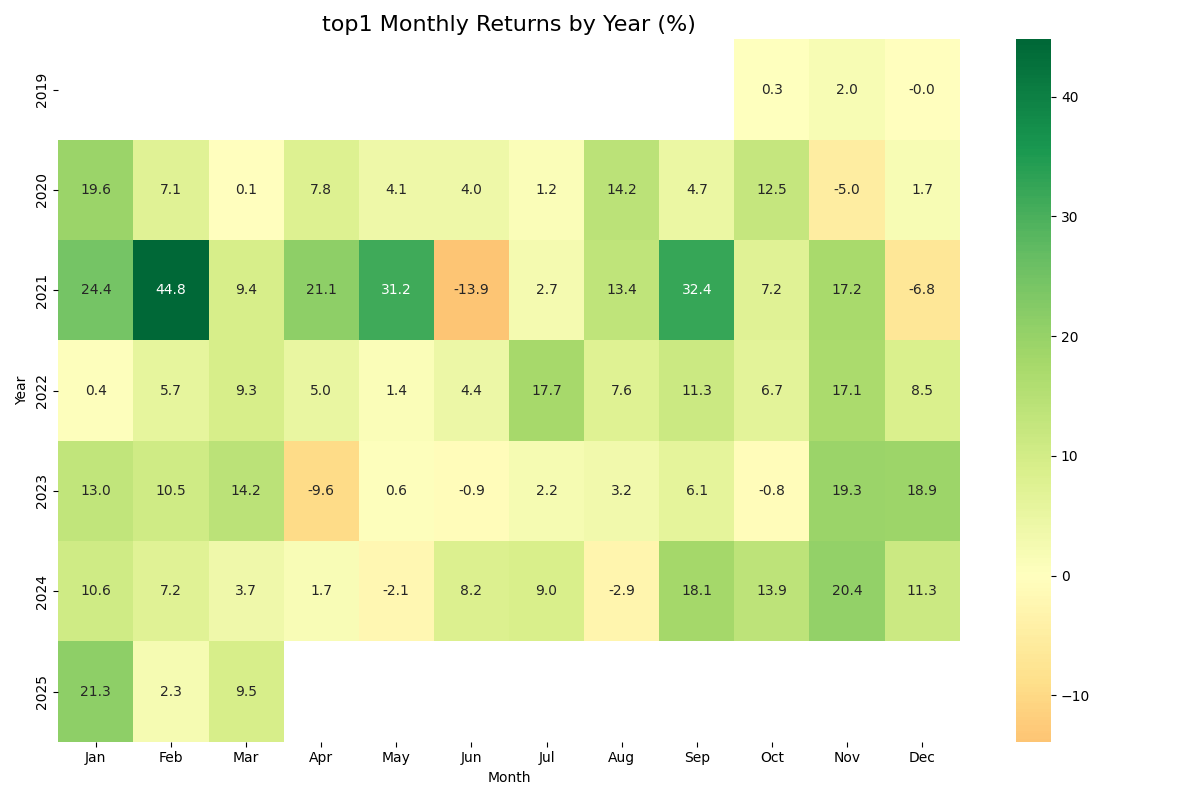 top1 Monthly Returns by Year (%)
2019 0.3 2.0 -0.0
2020 19.6 7.1 0.1 7.8 4.1 4.0 1.2 14.2 4.7 12.5 -5.0 1.7
2021 24.4 44.8 9.4 21.1 31.2 -13.9 2.7 13.4 32.4 7.2 17.2 -6.8
Year
2022 0.4 5.7 9.3 5.0 1.4 4.4 17.7 7.6 11.3 6.7 17.1 8.5
2023 13.0 10.5 14.2 -9.6 0.6 -0.9 2.2 3.2 6.1 -0.8 19.3 18.9
2024 10.6 7.2 3.7 1.7 -2.1 8.2 9.0 -2.9 18.1 13.9 20.4 11.3
2025 21.3 2.3 9.5
Jan Feb Mar Apr May Jun Jul Aug Sep Oct Nov Dec
Month
40
30
20
10
0
−10